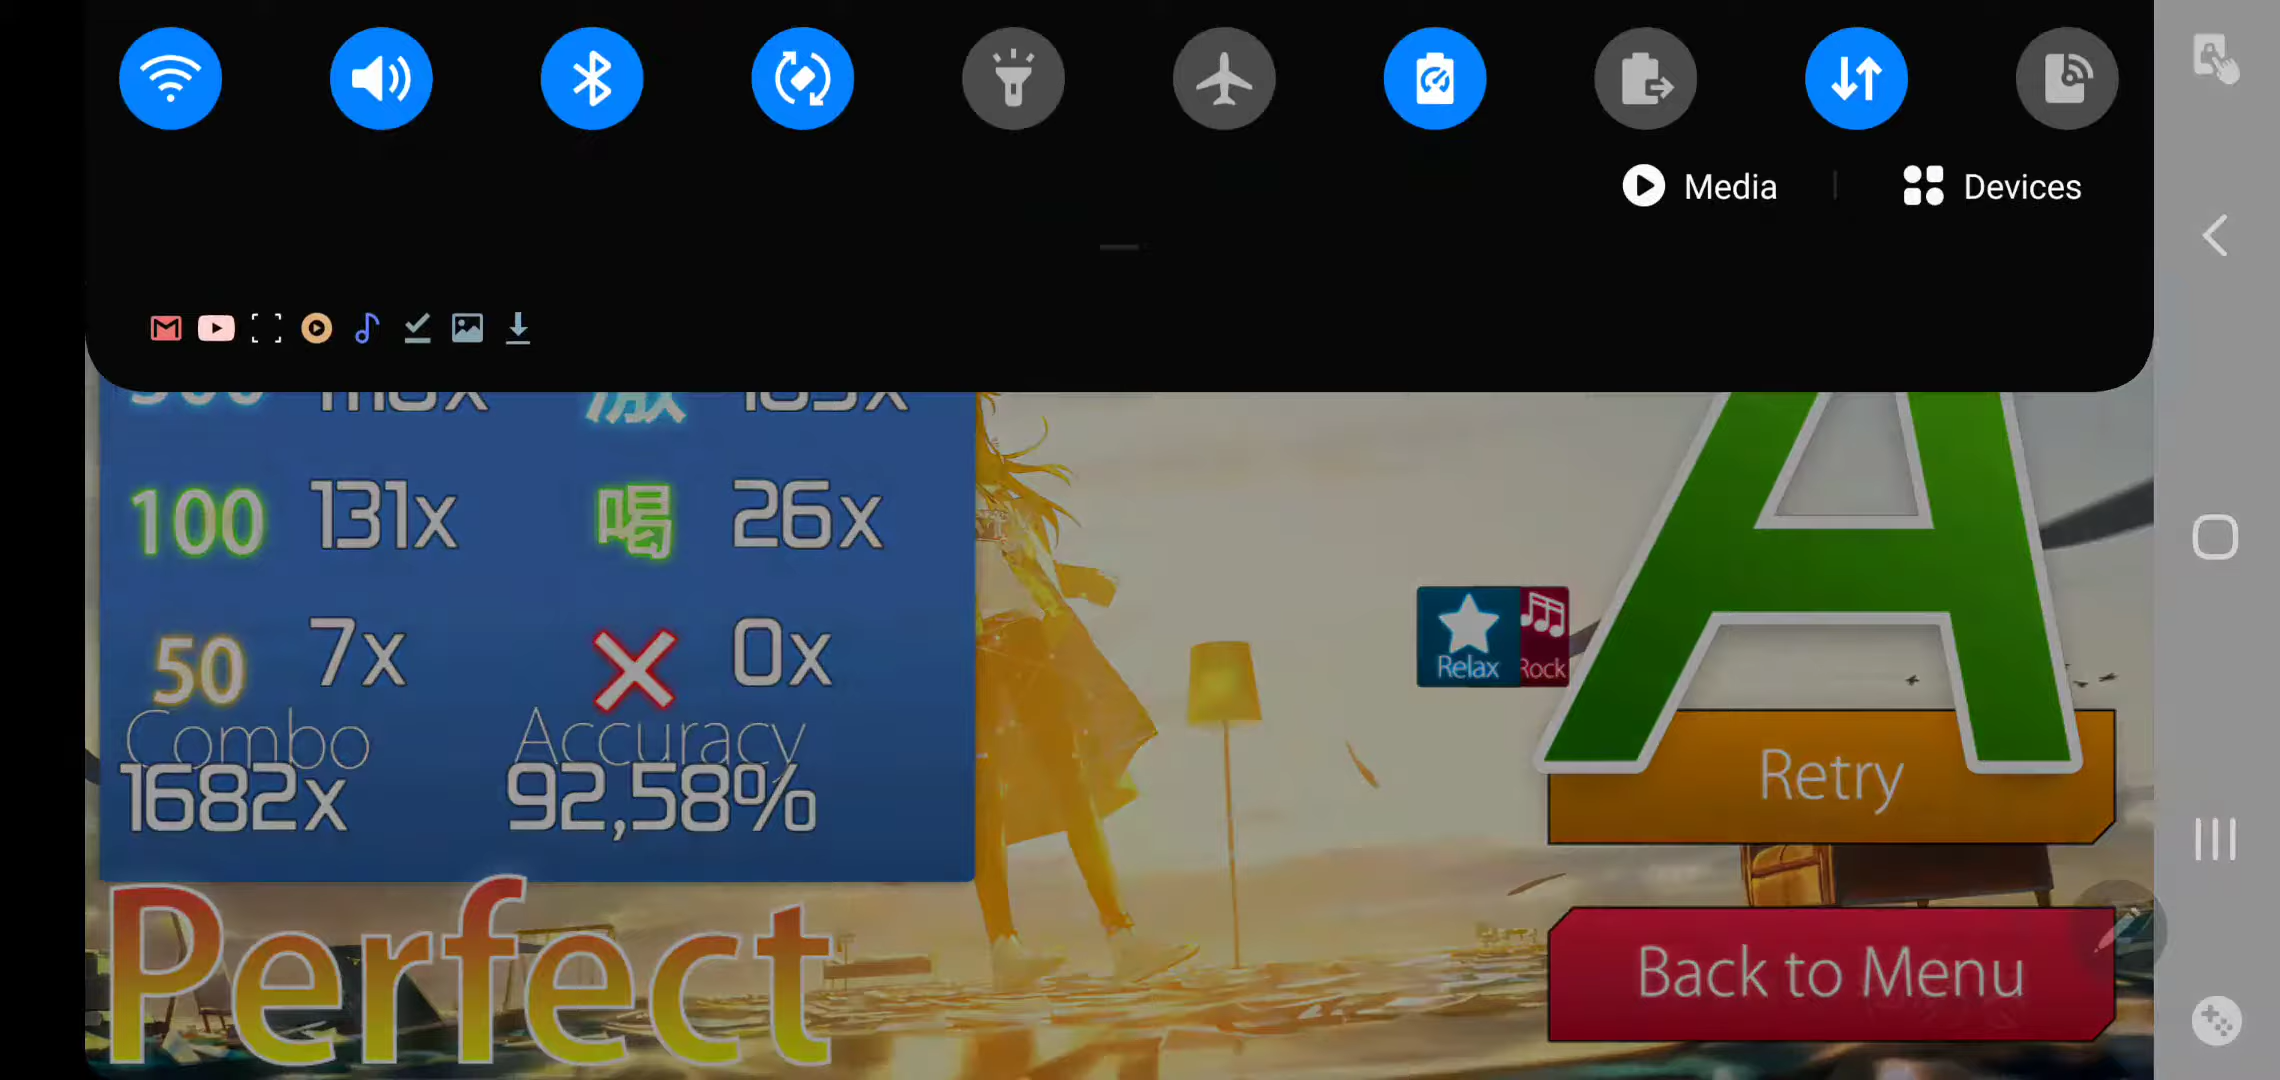 Media
Devices
100 131x 喝 26x
50 7x 0x
Combo Accuracy
1682x 92,58%
Perfect
Relax
Rock
A
Retry
Back to Menu